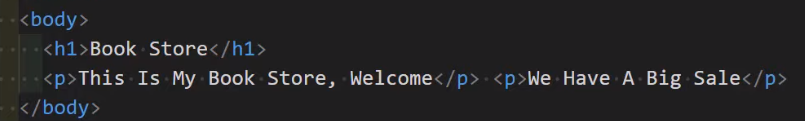 <body>
<h1>Book Store</h1>
<p>This Is My Book Store, Welcome</p> <p>We Have A Big Sale</p>
</body>